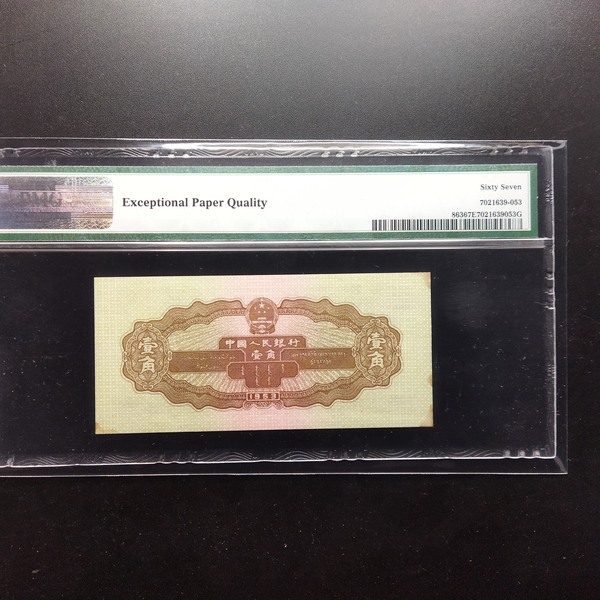 PMG
Exceptional Paper Quality
Sixty Seven
7021639-053
86367E7021639053G
中國人民銀行
壹角
壹角
壹角
1953